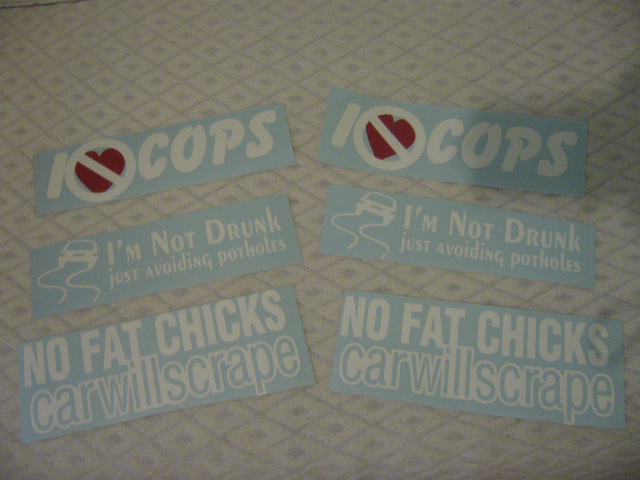 I COPS
I COPS
I'M NOT DRUNK
JUST AVOIDING POTHOLES
I'M NOT DRUNK
JUST AVOIDING POTHOLES
NO FAT CHICKS
carwillscrape
NO FAT CHICKS
carwillscrape